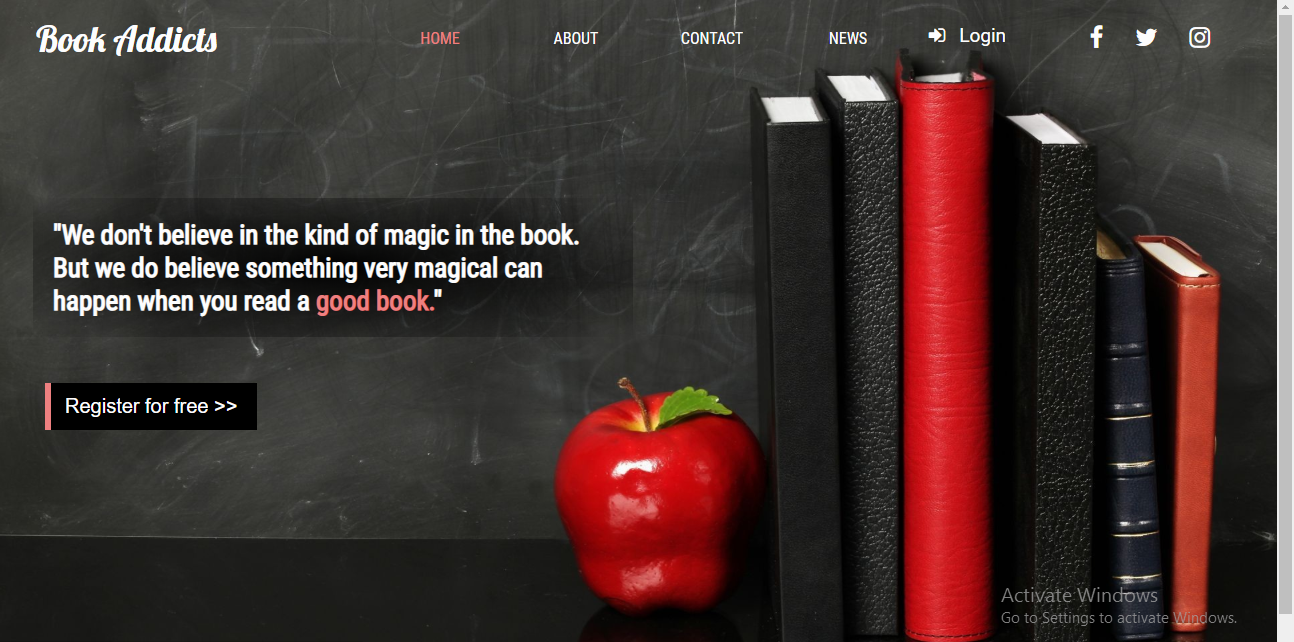 Book Addicts
HOME ABOUT CONTACT NEWS Login
"We don't believe in the kind of magic in the book.
But we do believe something very magical can
happen when you read a good book."
Register for free >>
Activate Windows
Go to Settings to activate Windows.